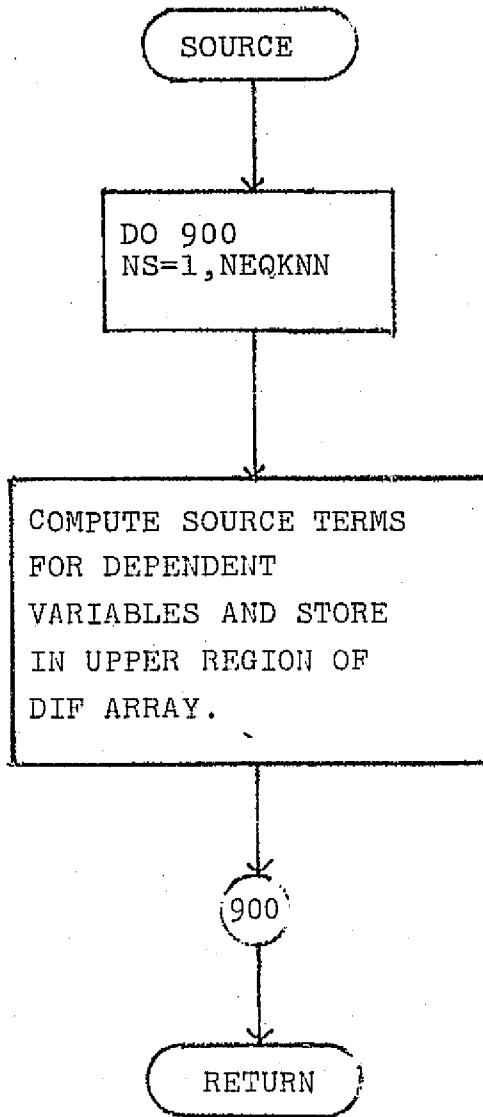 SOURCE
DO 900
NS=1,NEQKNN
COMPUTE SOURCE TERMS
FOR DEPENDENT
VARIABLES AND STORE
IN UPPER REGION OF
DIF ARRAY.
900
RETURN